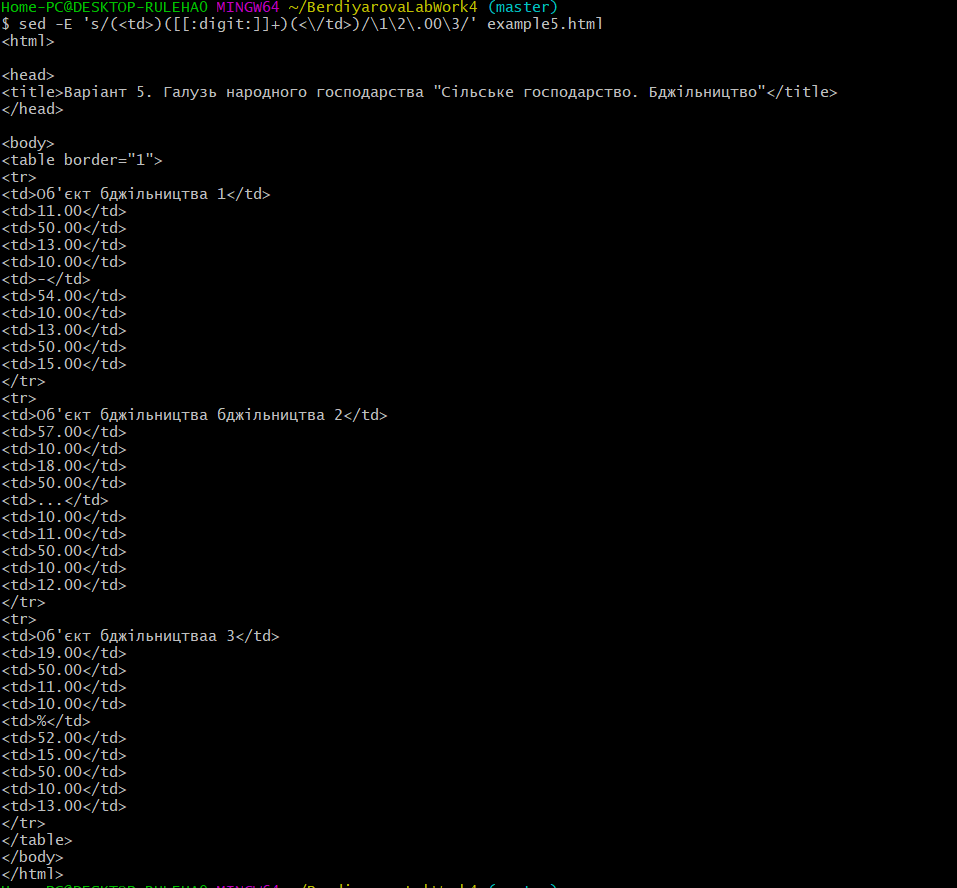 Home-PC@DESKTOP-RULEHAO MINGW64 ~/BerdiyarovaLabWork4 (master)
$ sed -E 's/(<td>)([[:digit:]]+)(<\/td>)/\1\2\.00\3/' example5.html
<html>

<head>
<title>Варіант 5. Галузь народного господарства "Сільське господарство. Бджільництво"</title>
</head>

<body>
<table border="1">
<tr>
<td>Об'єкт бджільництва 1</td>
<td>11.00</td>
<td>50.00</td>
<td>13.00</td>
<td>10.00</td>
<td>-</td>
<td>54.00</td>
<td>10.00</td>
<td>13.00</td>
<td>50.00</td>
<td>15.00</td>
</tr>
<tr>
<td>Об'єкт бджільництва бджільництва 2</td>
<td>57.00</td>
<td>10.00</td>
<td>18.00</td>
<td>50.00</td>
<td>...</td>
<td>10.00</td>
<td>11.00</td>
<td>50.00</td>
<td>10.00</td>
<td>12.00</td>
</tr>
<tr>
<td>Об'єкт бджільництваа 3</td>
<td>19.00</td>
<td>50.00</td>
<td>11.00</td>
<td>10.00</td>
<td>%</td>
<td>52.00</td>
<td>15.00</td>
<td>50.00</td>
<td>10.00</td>
<td>13.00</td>
</tr>
</table>
</body>
</html>
Home-PC@DESKTOP-RULEHAO MINGW64 ~/BerdiyarovaLabWork4 (master)